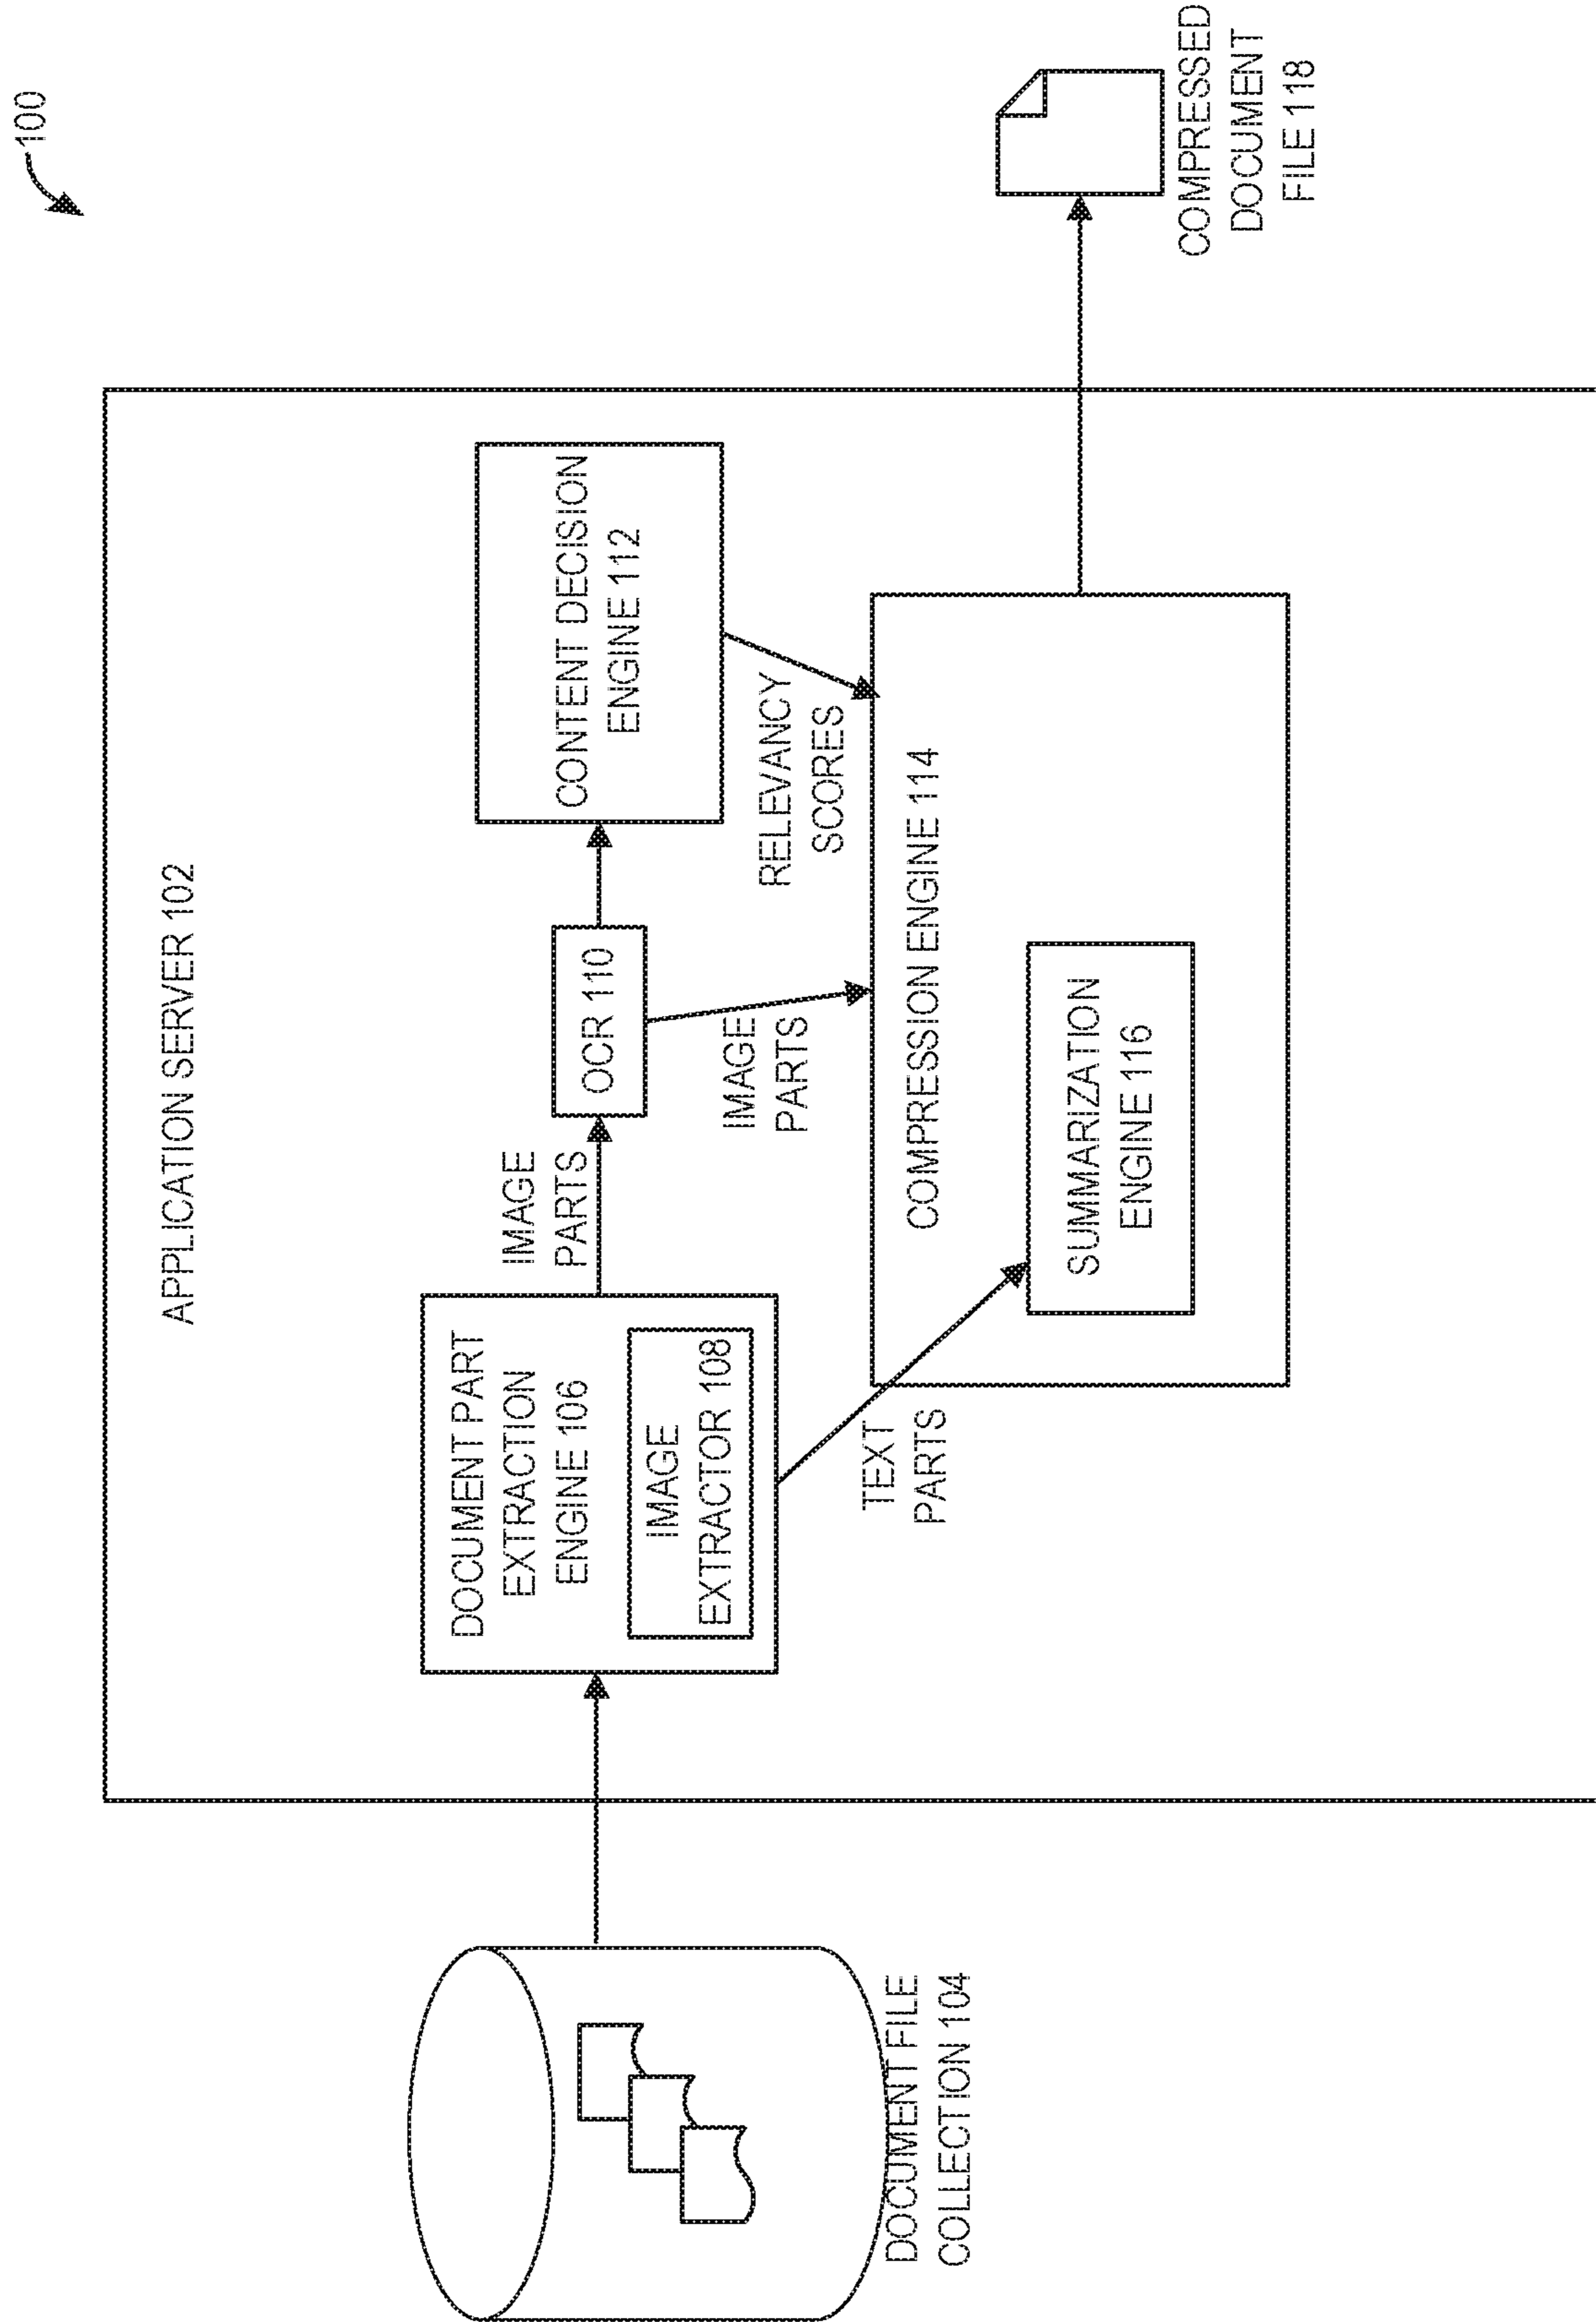 100
APPLICATION SERVER 102
DOCUMENT FILE
COLLECTION 104
DOCUMENT PART
EXTRACTION
ENGINE 106
IMAGE
EXTRACTOR 108
IMAGE
PARTS
OCR 110
CONTENT DECISION
ENGINE 112
TEXT
PARTS
IMAGE
PARTS
RELEVANCY
SCORES
COMPRESSION ENGINE 114
SUMMARIZATION
ENGINE 116
COMPRESSED
DOCUMENT
FILE 118